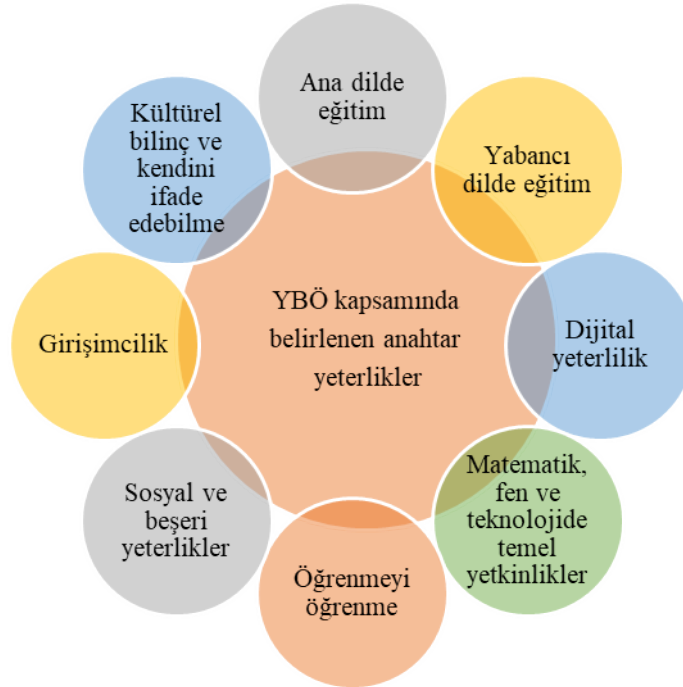 Ana dilde
eğitim
Yabancı
dilde eğitim
Dijital
yeterlilik
Matematik,
fen ve
teknolojide
temel
yetkinlikler
Öğrenmeyi
öğrenme
Sosyal ve
beşeri
yeterlikler
Girişimcilik
Kültürel
bilinç ve
kendini
ifade
edebilme
YBÖ kapsamında
belirlenen anahtar
yeterlikler